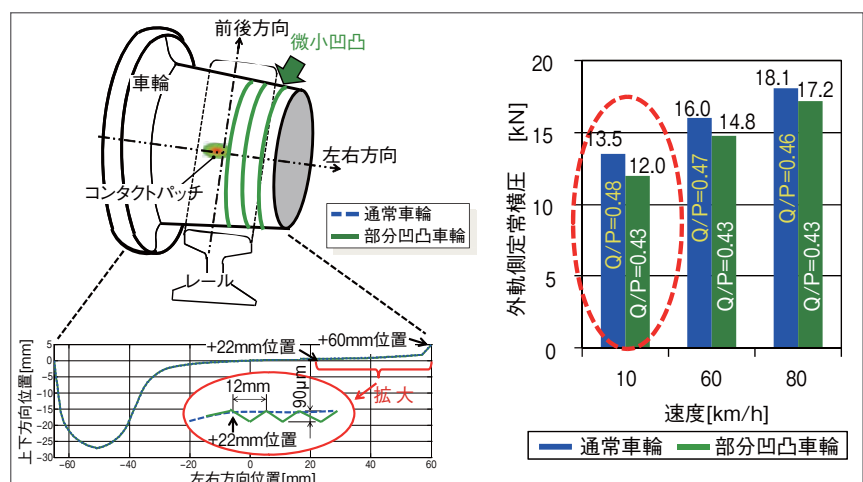 前後方向
微小凹凸
車輪
左右方向
コンタクトパッチ
通常車輪
部分凹凸車輪
レール
+22mm位置
+60mm位置
12mm
90μm
拡大
+22mm位置
上下方向位置[mm]
5
0
−5
−10
−15
−20
−25
−30
−60
−40
−20
0
20
40
60
左右方向位置[mm]
外軌側定常横圧 [kN]
20
15
10
5
0
13.5
12.0
16.0
14.8
18.1
17.2
Q/P=0.48
Q/P=0.43
Q/P=0.47
Q/P=0.43
Q/P=0.46
Q/P=0.43
10
60
80
速度[km/h]
通常車輪
部分凹凸車輪